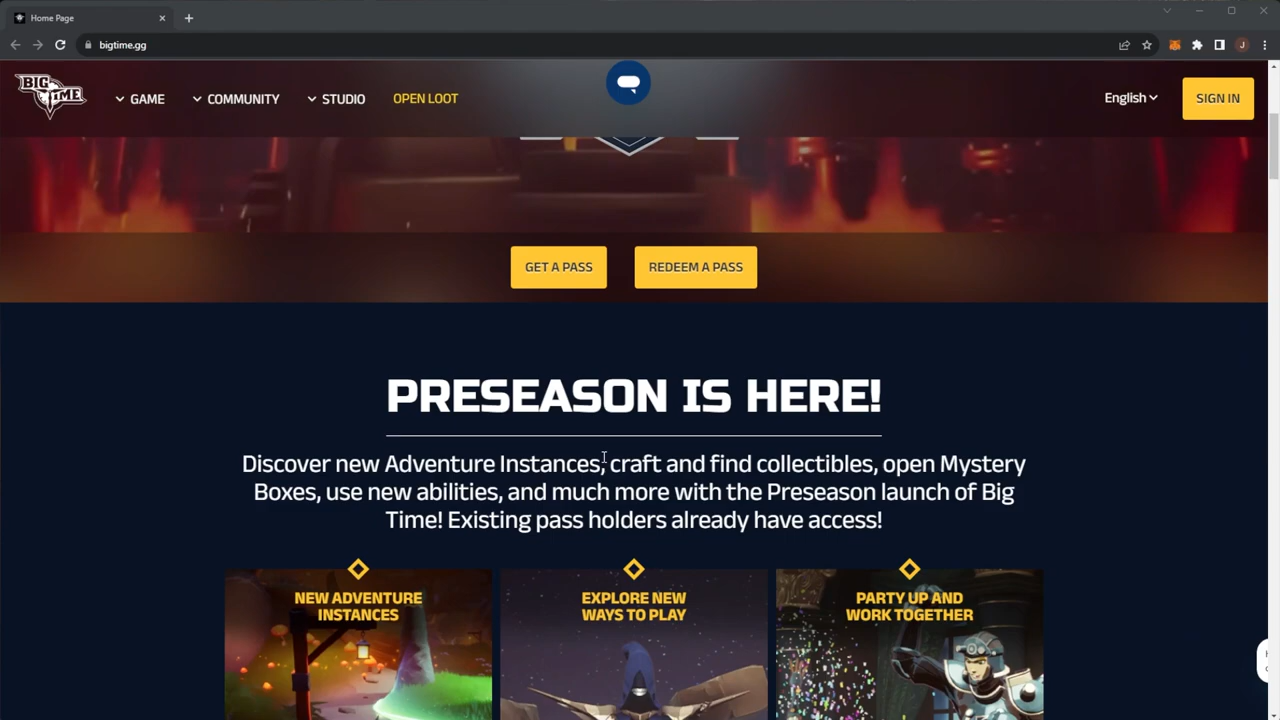 Home Page
bigtime.gg
J
BIG TIME
GAME
COMMUNITY
STUDIO
OPEN LOOT
English
SIGN IN
GET A PASS
REDEEM A PASS
PRESEASON IS HERE!
Discover new Adventure Instances, craft and find collectibles, open Mystery
Boxes, use new abilities, and much more with the Preseason launch of Big
Time! Existing pass holders already have access!
NEW ADVENTURE
INSTANCES
EXPLORE NEW
WAYS TO PLAY
PARTY UP AND
WORK TOGETHER